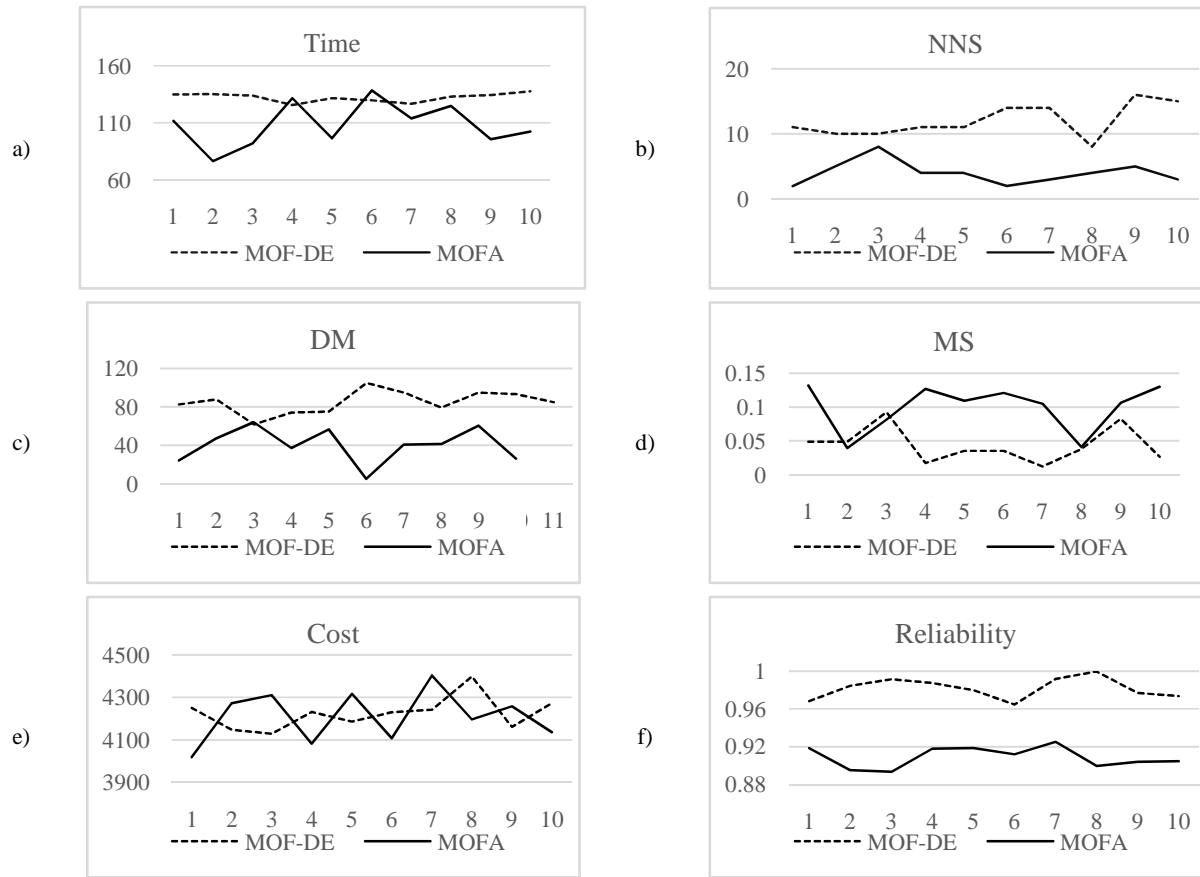 a)
Time
160
110
60
1 2 3 4 5 6 7 8 9 10
MOF-DE MOFA
b)
NNS
20
10
0
1 2 3 4 5 6 7 8 9 10
MOF-DE MOFA
c)
DM
120
80
40
0
1 2 3 4 5 6 7 8 9 11
MOF-DE MOFA
d)
MS
0.15
0.1
0.05
0
1 2 3 4 5 6 7 8 9 10
MOF-DE MOFA
e)
Cost
4500
4300
4100
3900
1 2 3 4 5 6 7 8 9 10
MOF-DE MOFA
f)
Reliability
1
0.96
0.92
0.88
1 2 3 4 5 6 7 8 9 10
MOF-DE MOFA